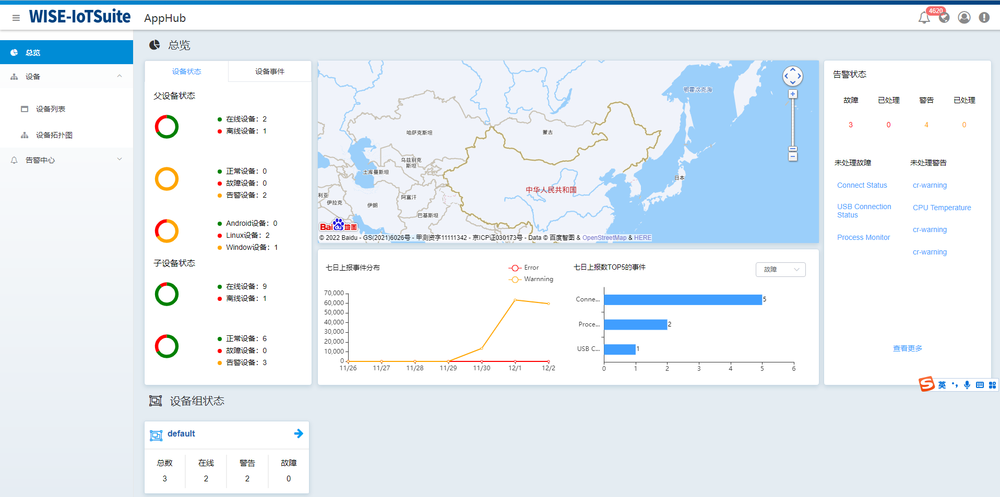 WISE-IoTSuite
AppHub
4620
总览
设备
设备列表
设备拓扑图
告警中心
总览
设备状态
设备事件
父设备状态
在线设备：2
离线设备：1
正常设备：0
故障设备：0
告警设备：2
Android设备：0
Linux设备：2
Window设备：1
子设备状态
在线设备：9
离线设备：1
正常设备：6
故障设备：0
告警设备：3
鄂霍次克海
哈萨克斯坦
蒙古
乌兹别克
斯坦
土库曼斯坦
日本
中华人民共和国
利亚
伊拉克
伊朗
阿富汗
巴基斯坦
Bai du 地图
© 2022 Baidu - GS(2021)6026号 - 甲测资字11111342 - 京ICP证030173号 - Data © 百度智图 & OpenStreetMap & HERE
七日上报事件分布
Error
Warnning
70,000
60,000
50,000
40,000
30,000
20,000
10,000
0
11/26 11/27 11/28 11/29 11/30 12/1 12/2
七日上报数TOP5的事件
故障
Conne... 5
Proce... 2
USB C... 1
0 1 2 3 4 5 6
告警状态
故障 已处理 警告 已处理
3 0 4 0
未处理故障
Connect Status
USB Connection
Status
Process Monitor
未处理警告
cr-warning
CPU Temperature
cr-warning
cr-warning
查看更多
S 英
设备组状态
default
总数 在线 警告 故障
3 2 2 0